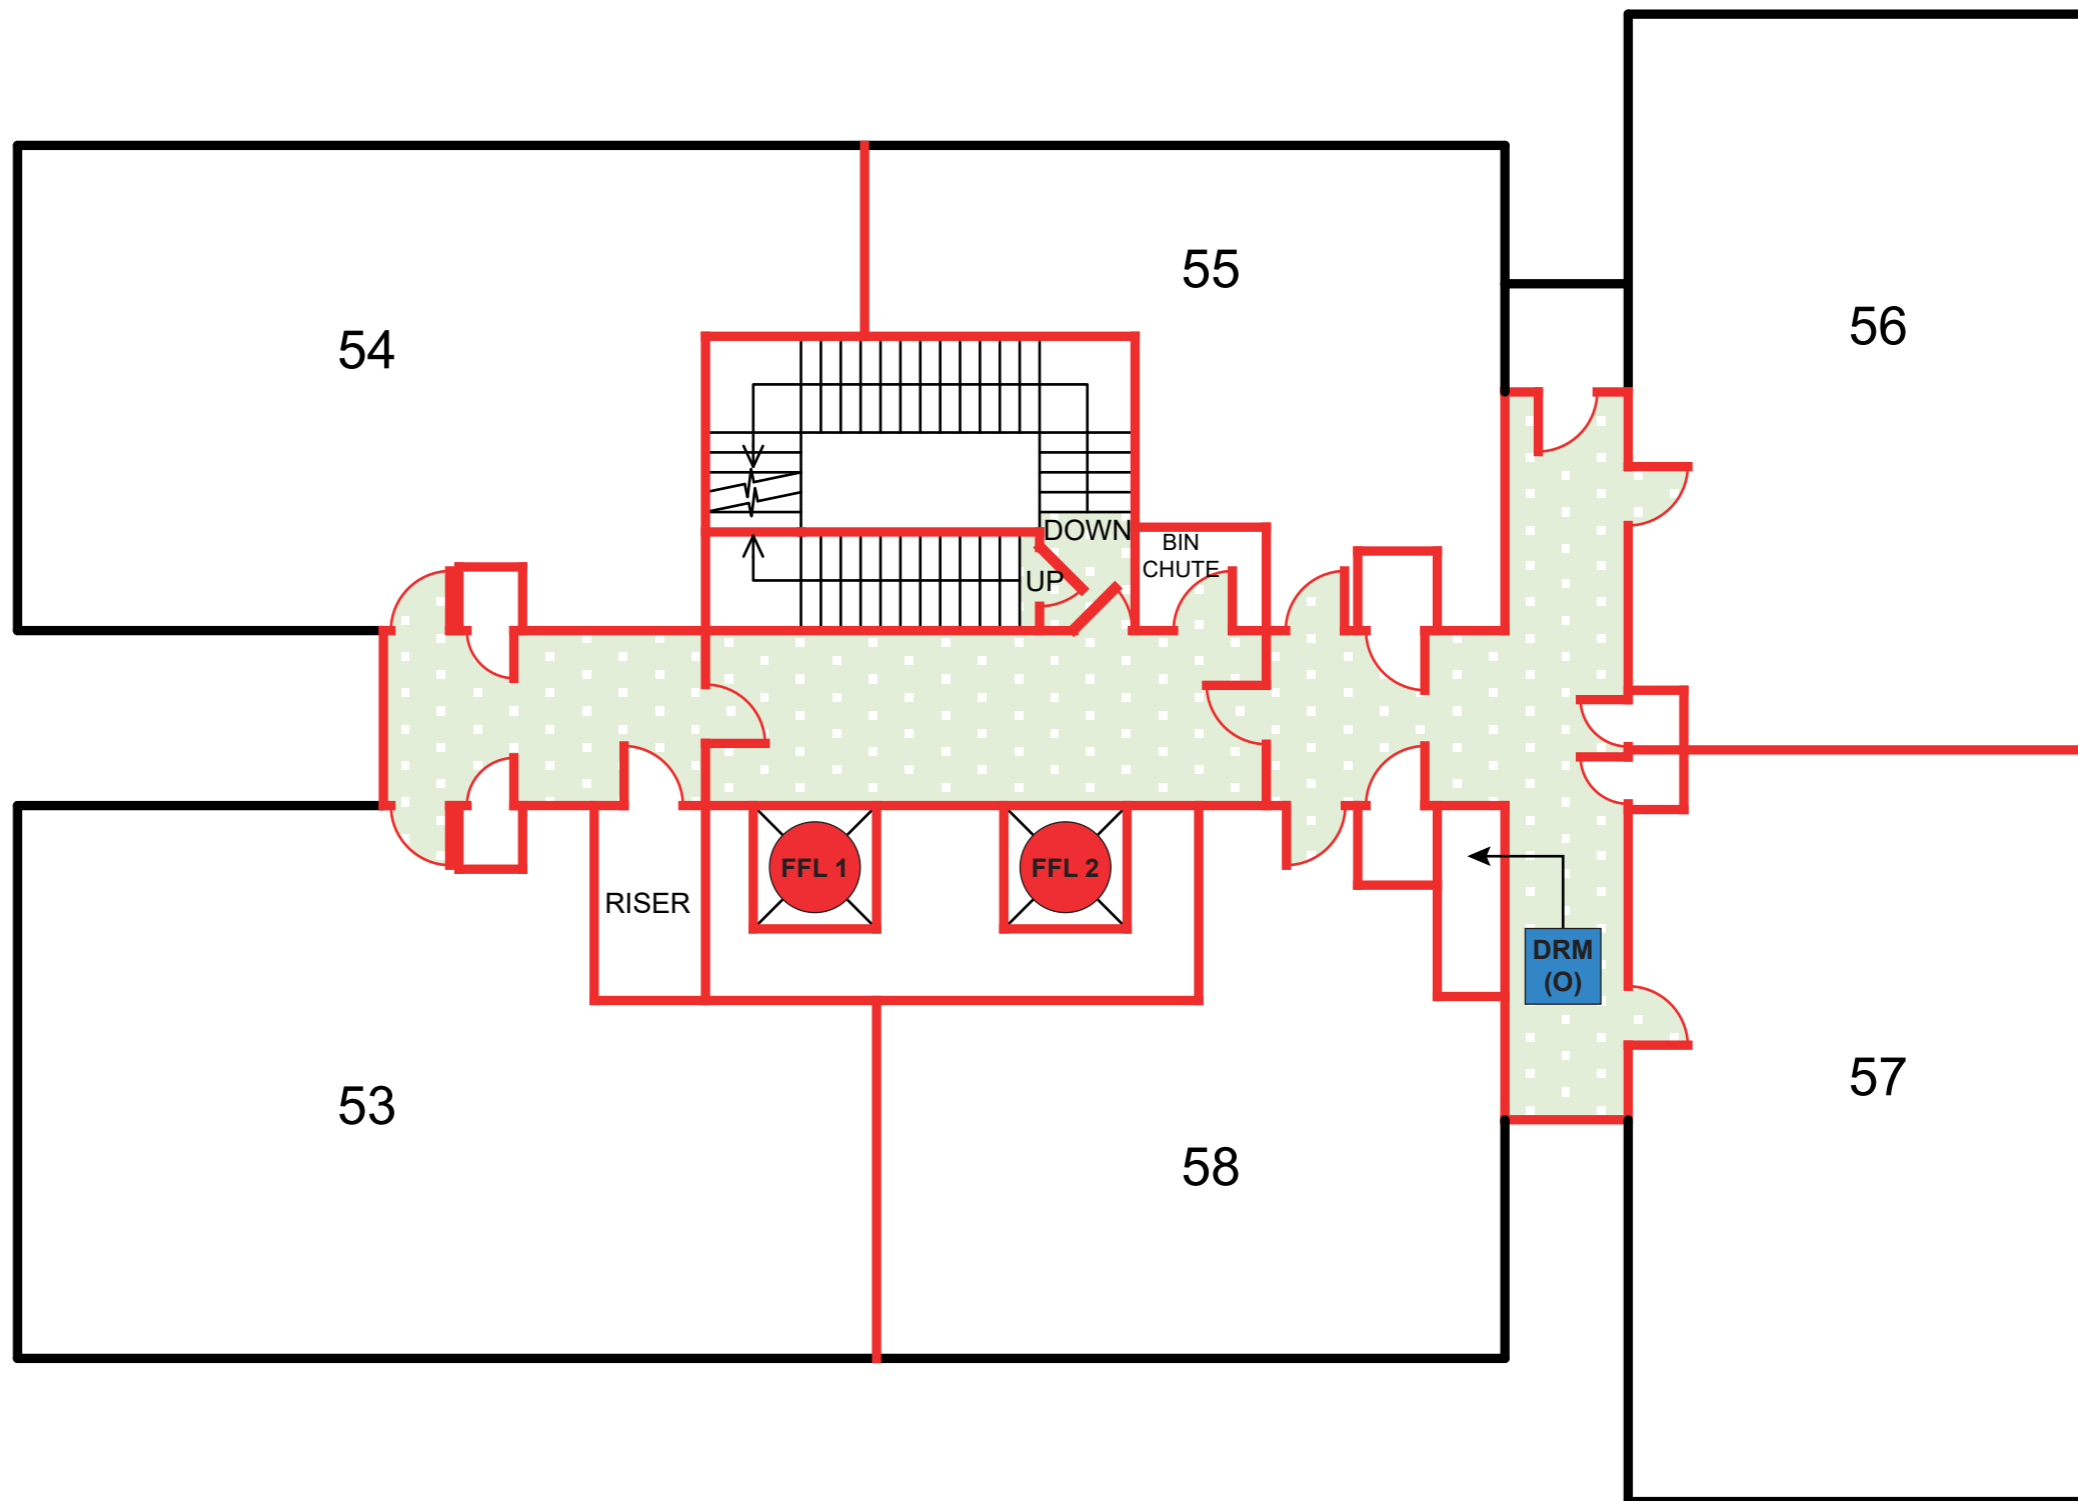 55
56
54
DOWN
BIN
CHUTE
UP
FFL 1
FFL 2
RISER
DRM
(O)
57
53
58